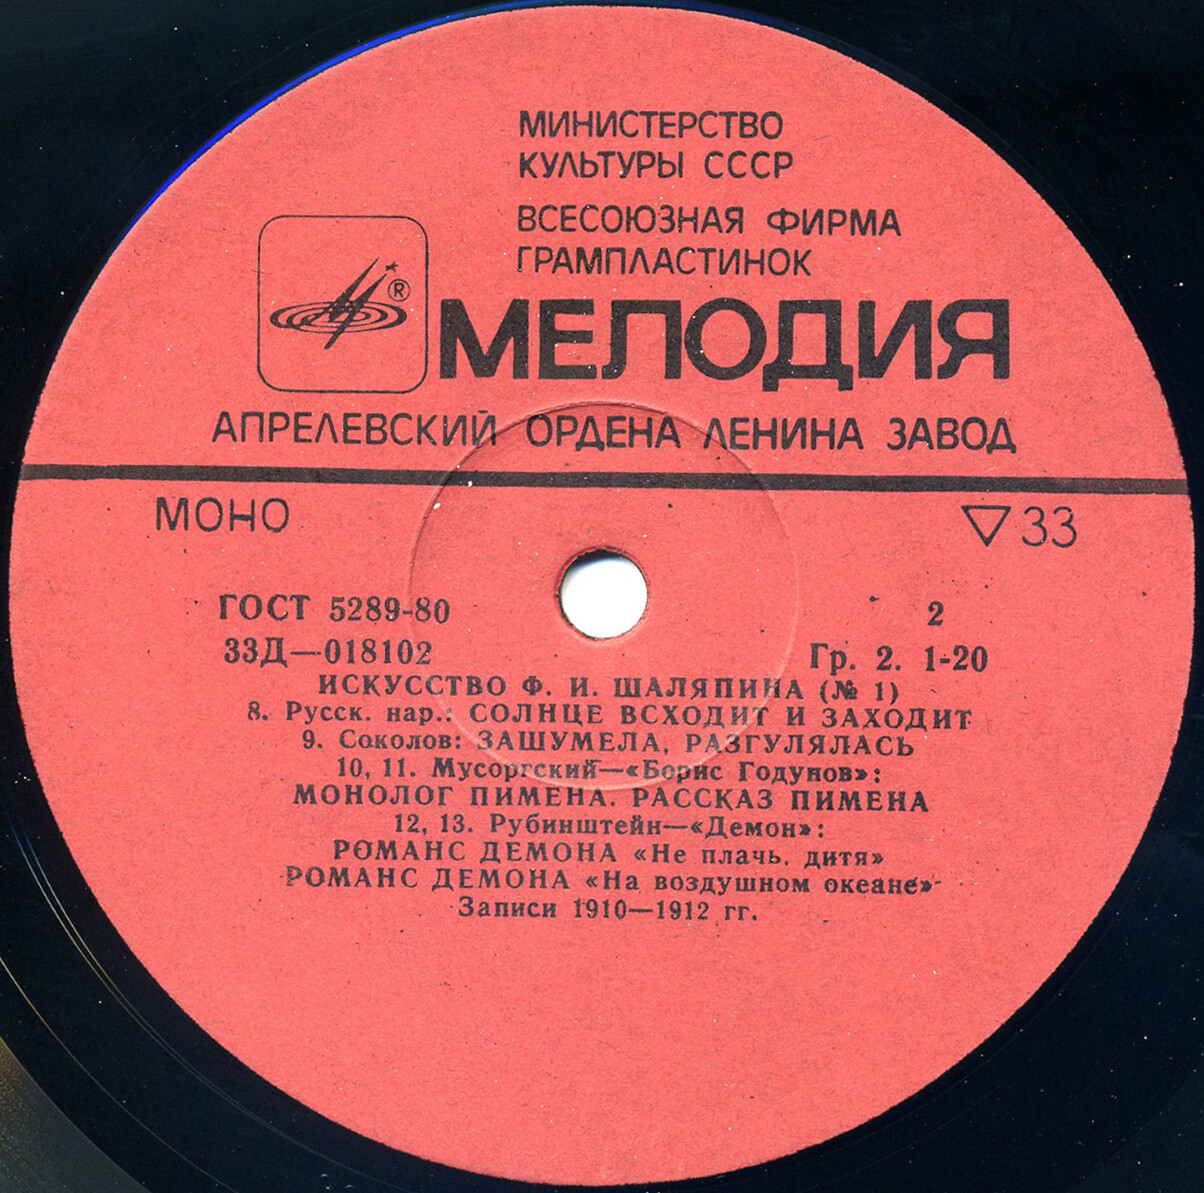 МИНИСТЕРСТВО
КУЛЬТУРЫ СССР
ВСЕСОЮЗНАЯ ФИРМА
ГРАМПЛАСТИНОК
®
МЕЛОДИЯ
АПРЕЛЕВСКИЙ ОРДЕНА ЛЕНИНА ЗАВОД
МОНО ▽33
ГОСТ 5289-80 2
33Д—018102 Гр. 2. 1-20
ИСКУССТВО Ф. И. ШАЛЯПИНА (№ 1)
8. Русск. нар.: СОЛНЦЕ ВСХОДИТ И ЗАХОДИТ
9. Соколов: ЗАШУМЕЛА, РАЗГУЛЯЛАСЬ
10, 11. Мусоргский—«Борис Годунов»:
МОНОЛОГ ПИМЕНА. РАССКАЗ ПИМЕНА
12, 13. Рубинштейн—«Демон»:
РОМАНС ДЕМОНА «Не плачь, дитя»
РОМАНС ДЕМОНА «На воздушном океане»
Записи 1910—1912 гг.